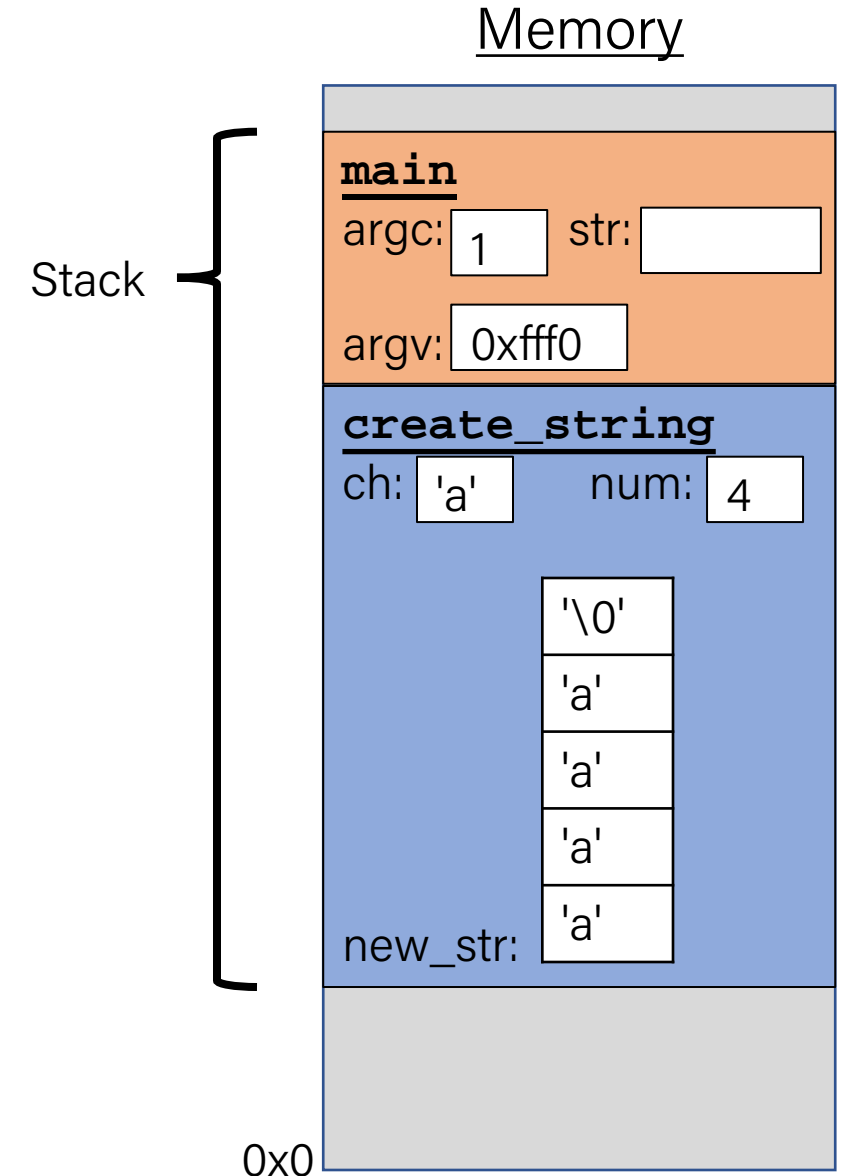 Memory
Stack
main
argc: 1 str:
argv: 0xfff0
create_string
ch: 'a' num: 4
'\0'
'a'
'a'
'a'
new_str: 'a'
0x0